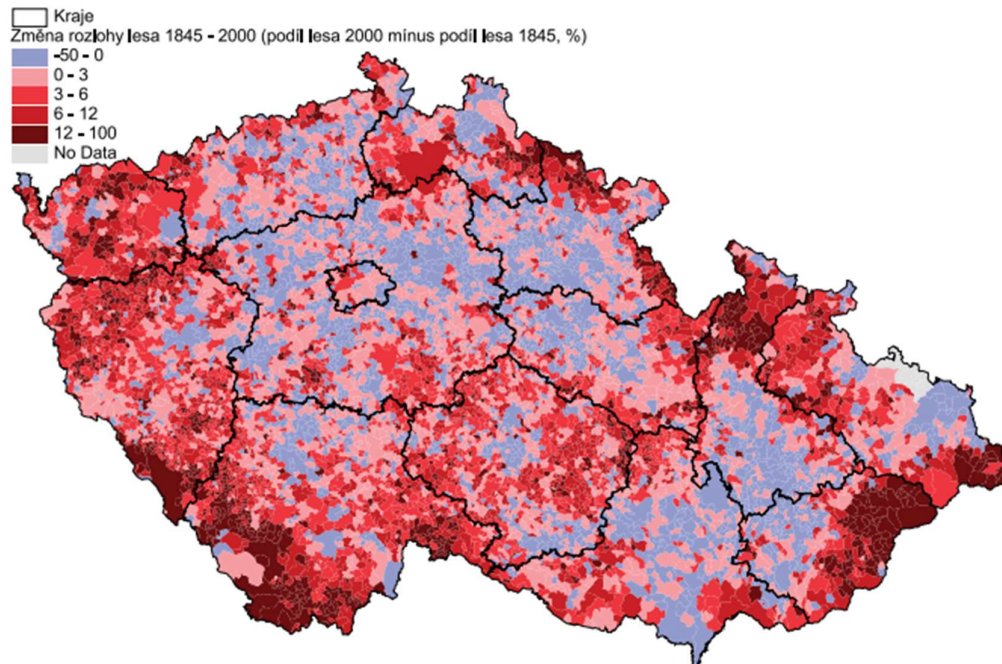 Kraje
Změna rozlohy lesa 1845 - 2000 (podíl lesa 2000 mínus podíl lesa 1845, %)
-50 - 0
0 - 3
3 - 6
6 - 12
12 - 100
No Data